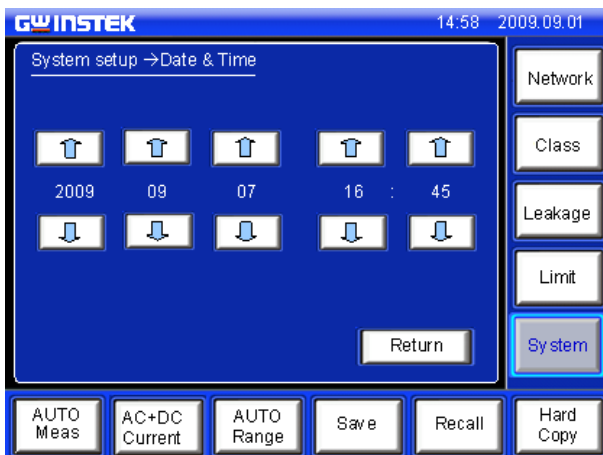 GWINSTEK 14:58 2009.09.01
System setup →Date & Time
Network
Class
2009 09 07 16 : 45
Leakage
Limit
Return
System
AUTO Meas
AC+DC Current
AUTO Range
Save
Recall
Hard Copy